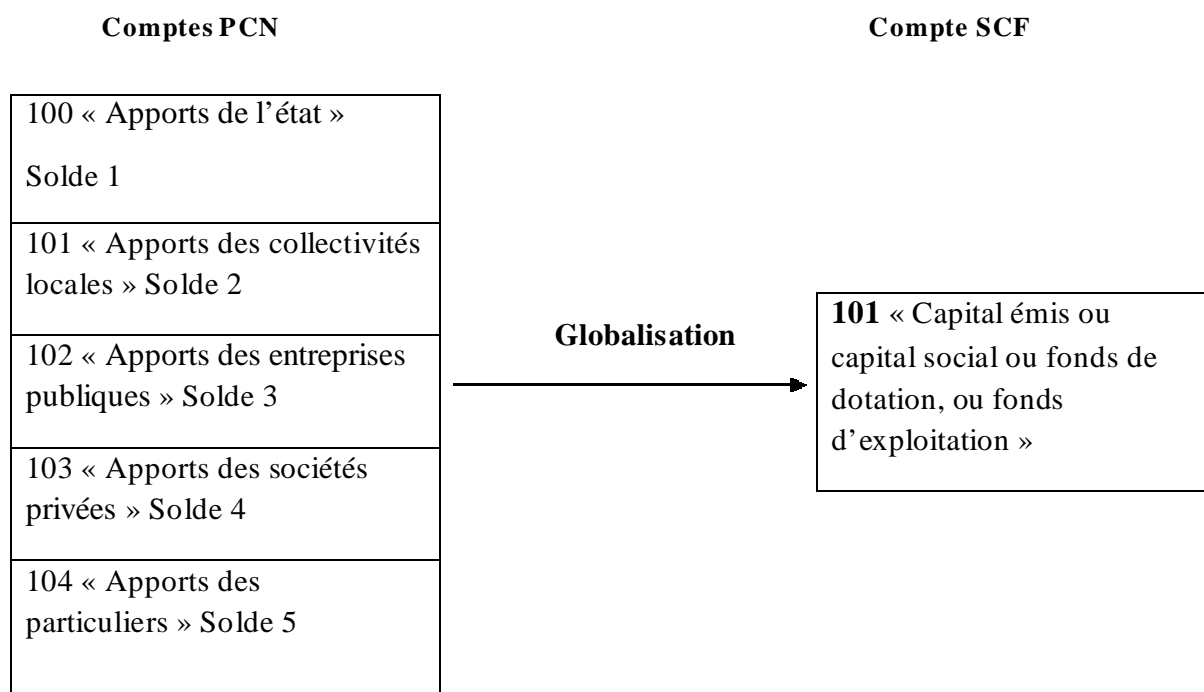 Comptes PCN
Compte SCF
100 « Apports de l’état »
Solde 1
101 « Apports des collectivités
locales » Solde 2
102 « Apports des entreprises
publiques » Solde 3
103 « Apports des sociétés
privées » Solde 4
104 « Apports des
particuliers » Solde 5
Globalisation
101 « Capital émis ou
capital social ou fonds de
dotation, ou fonds
d’exploitation »